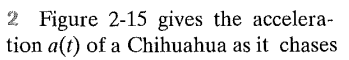 2 Figure 2-15 gives the accelera-
tion a(t) of a Chihuahua as it chases